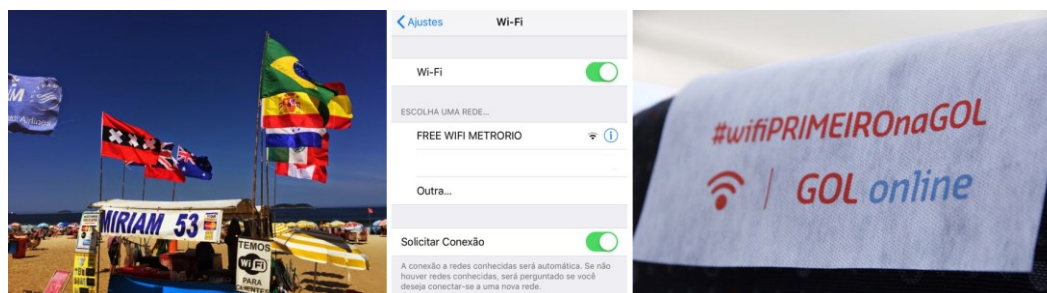 MIRIAM 53
TEMOS
WiFi
PARA
Ajustes
Wi-Fi
Wi-Fi
ESCOLHA UMA REDE...
FREE WIFI METRORIO
Outra...
Solicitar Conexão
A conexão a redes conhecidas será automática. Se não
houver redes conhecidas, será perguntado se você
deseja conectar-se a uma nova rede.
#wifiPRIMEIROnaGOL
GOL online